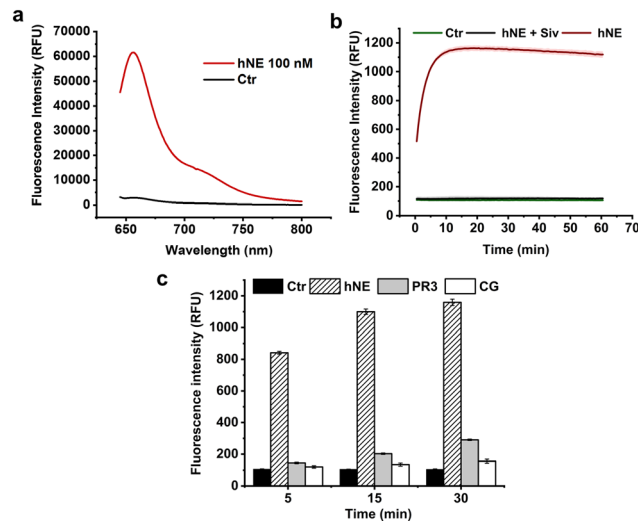 a
Fluorescence Intensity (RFU)
70000
60000
50000
40000
30000
20000
10000
0
hNE 100 nM
Ctr
650
700
750
800
Wavelength (nm)
b
Fluorescence Intensity (RFU)
Ctr
hNE + Siv
hNE
1200
1000
800
600
400
200
0
0
10
20
30
40
50
60
70
Time (min)
c
Fluorescence intensity (RFU)
Ctr
hNE
PR3
CG
1200
1000
800
600
400
200
0
5
15
30
Time (min)